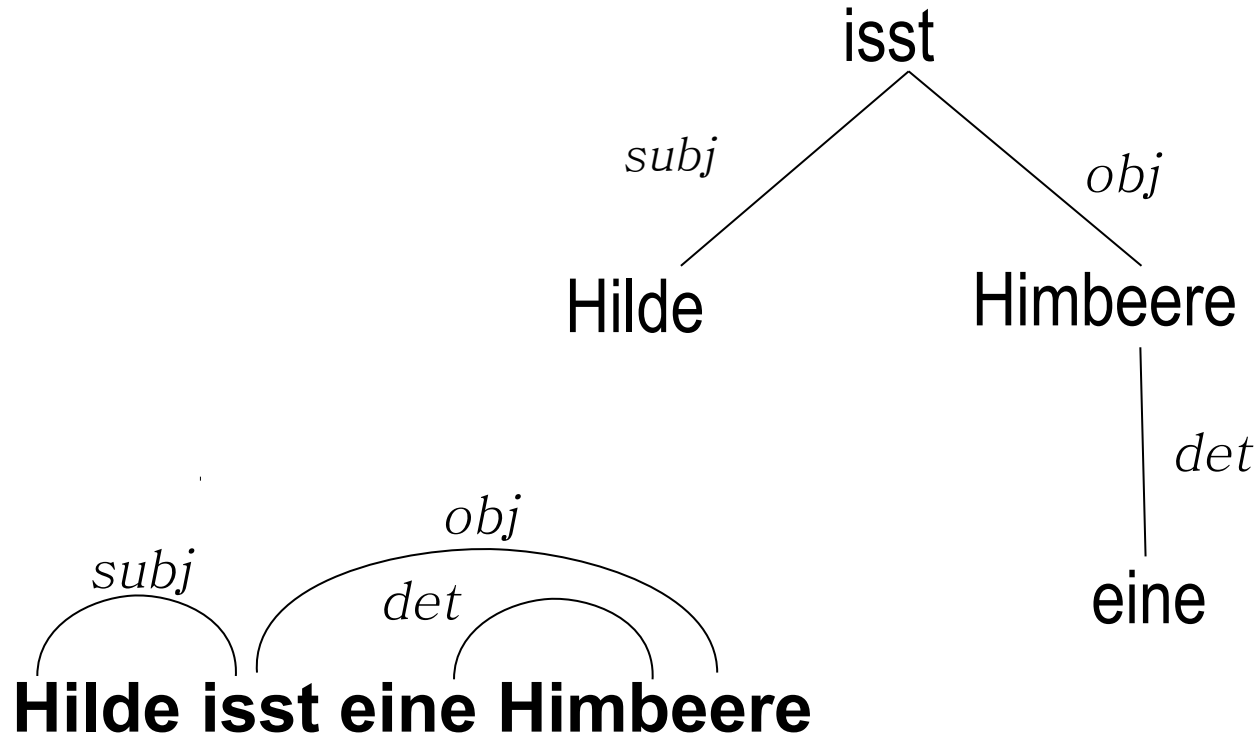 isst
subj
obj
Hilde
Himbeere
det
eine
obj
subj
det
Hilde isst eine Himbeere